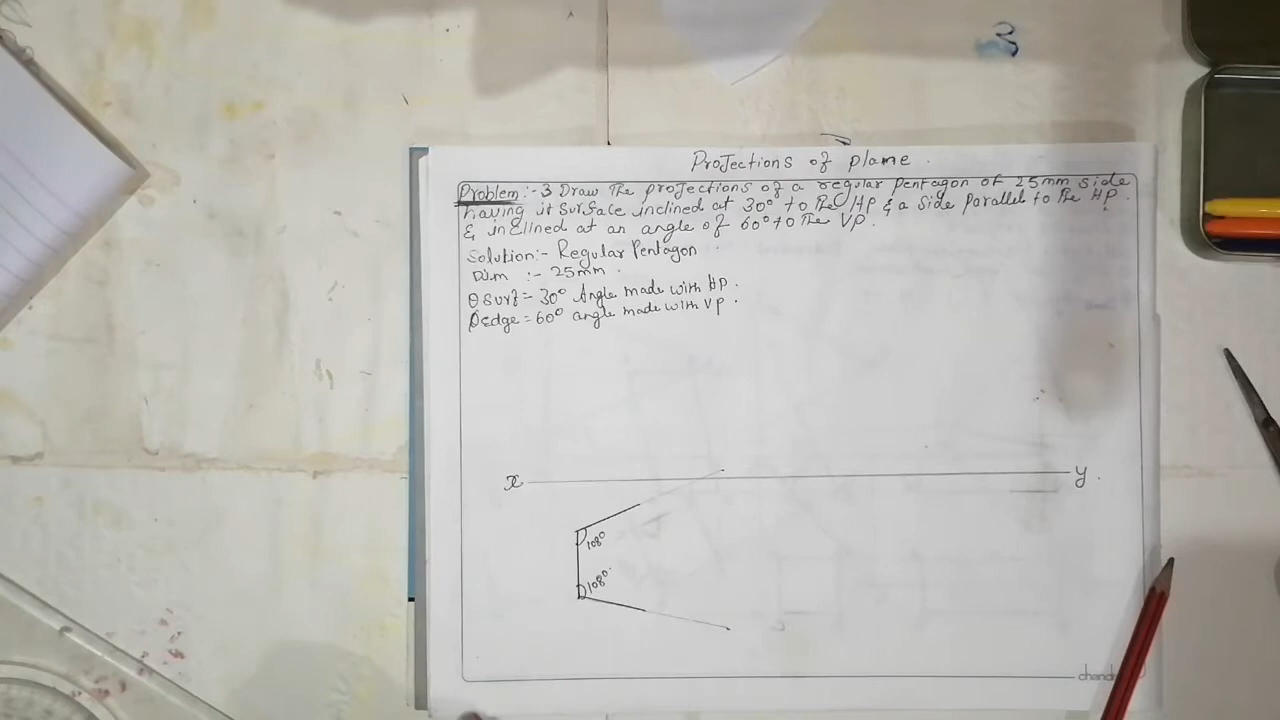 3
Projections of plame.
Problem:-3 Draw The projections of a regular pentagon of 25mm side
having it surface inclined at 30° to the HP & a side parallel to the HP.
& inclined at an angle of 60° to the VP.
Solution:- Regular Pentagon
Dim :- 25mm.
θ surf = 30° Angle made with HP.
φ edge = 60° angle made with VP.
x y.
108°
108°.